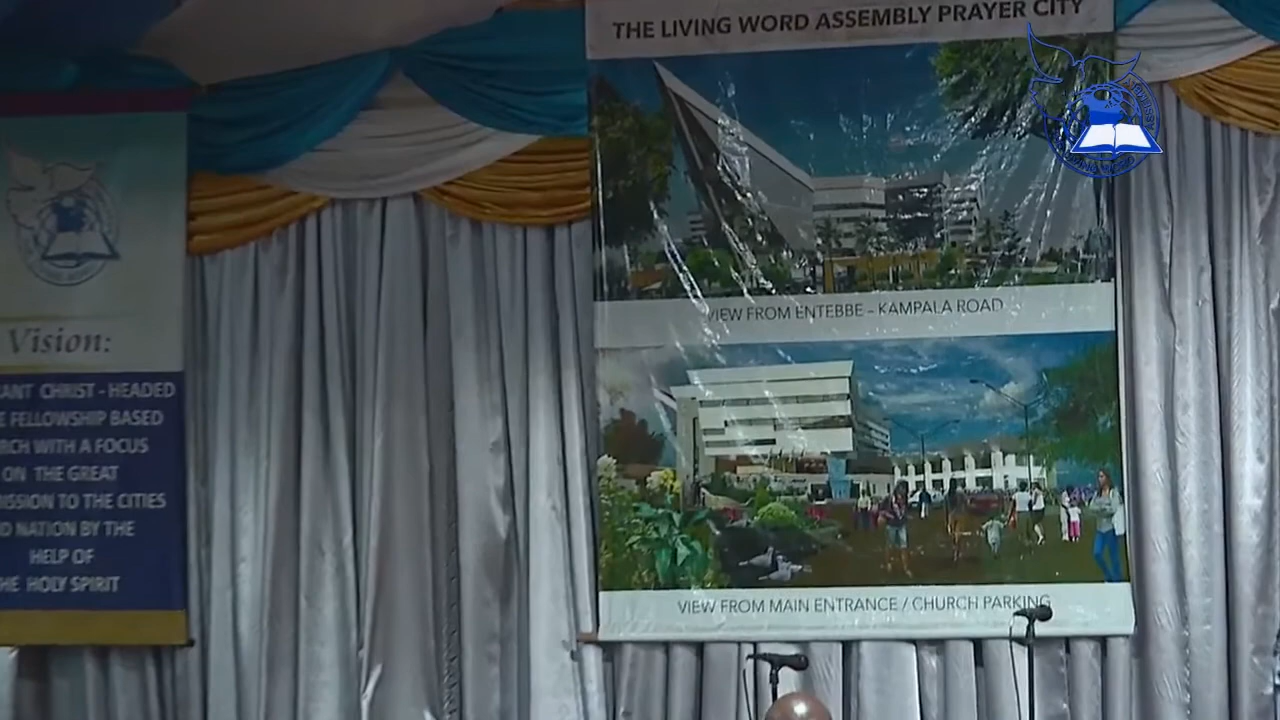 THE LIVING WORD ASSEMBLY PRAYER CITY
VIEW FROM ENTEBBE - KAMPALA ROAD
VIEW FROM MAIN ENTRANCE / CHURCH PARKING
Vision:
CHRIST - HEADED
FELLOWSHIP BASED
WITH A FOCUS
ON THE GREAT
TO THE CITIES
NATION BY THE
HELP OF
HOLY SPIRIT